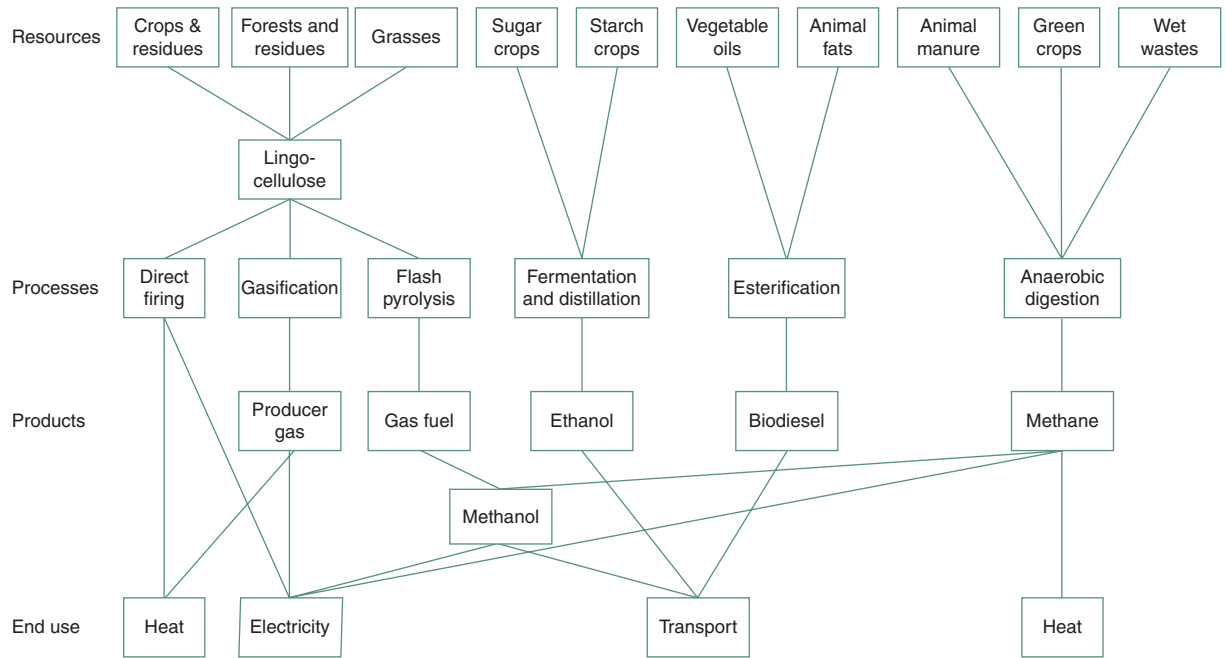 Resources
Crops &
residues
Forests and
residues
Grasses
Sugar
crops
Starch
crops
Vegetable
oils
Animal
fats
Animal
manure
Green
crops
Wet
wastes
Lingo-
cellulose
Processes
Direct
firing
Gasification
Flash
pyrolysis
Fermentation
and distillation
Esterification
Anaerobic
digestion
Products
Producer
gas
Gas fuel
Ethanol
Biodiesel
Methane
Methanol
End use
Heat
Electricity
Transport
Heat